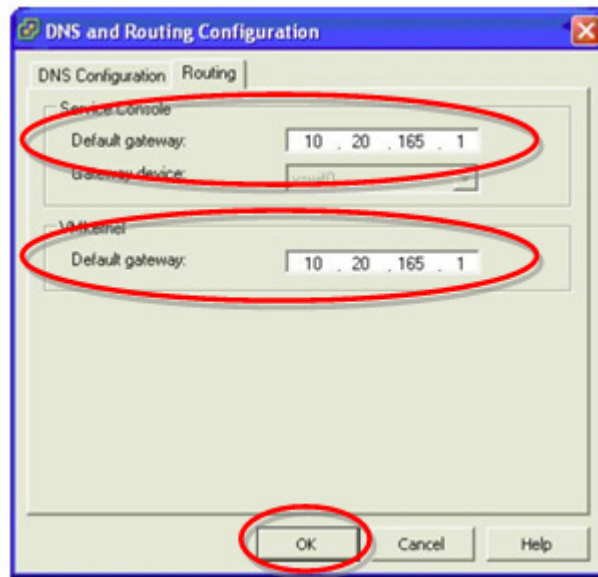 DNS and Routing Configuration
DNS Configuration Routing
Service Console
Default gateway: 10 . 20 . 165 . 1
Gateway device: vswif0
VMkernel
Default gateway: 10 . 20 . 165 . 1
OK Cancel Help